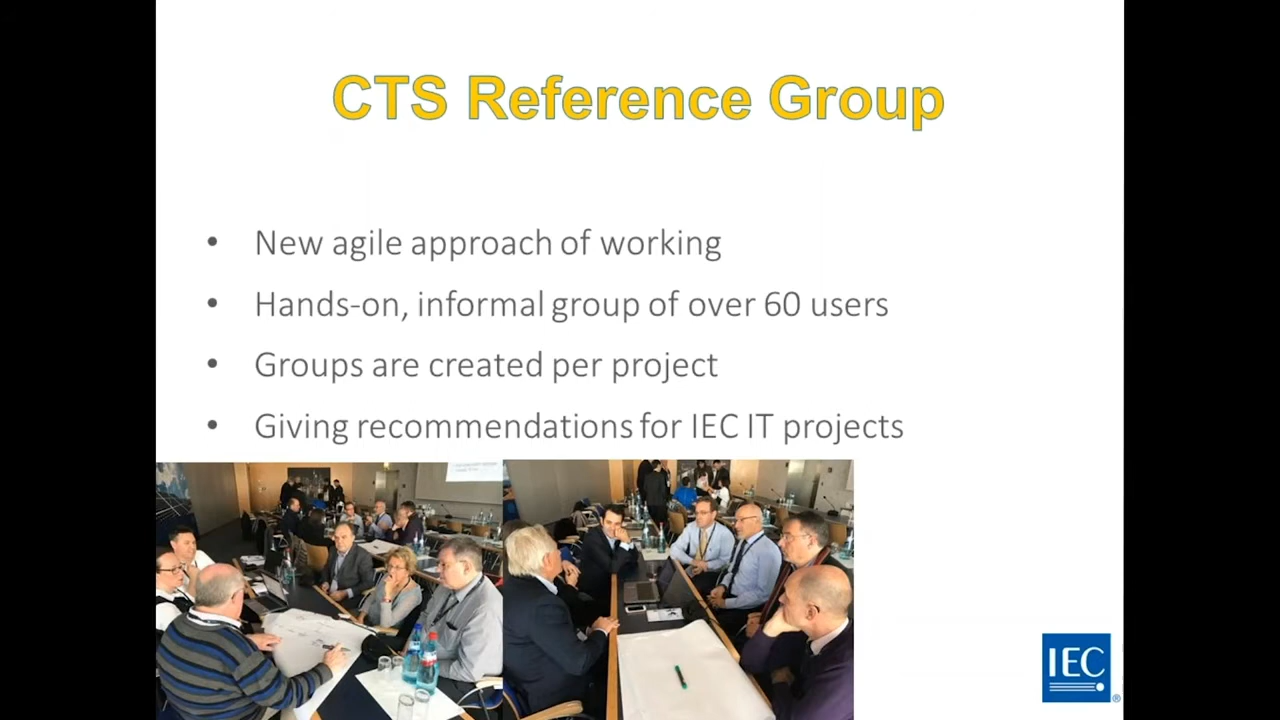 CTS Reference Group
• New agile approach of working
• Hands-on, informal group of over 60 users
• Groups are created per project
• Giving recommendations for IEC IT projects
IEC
®